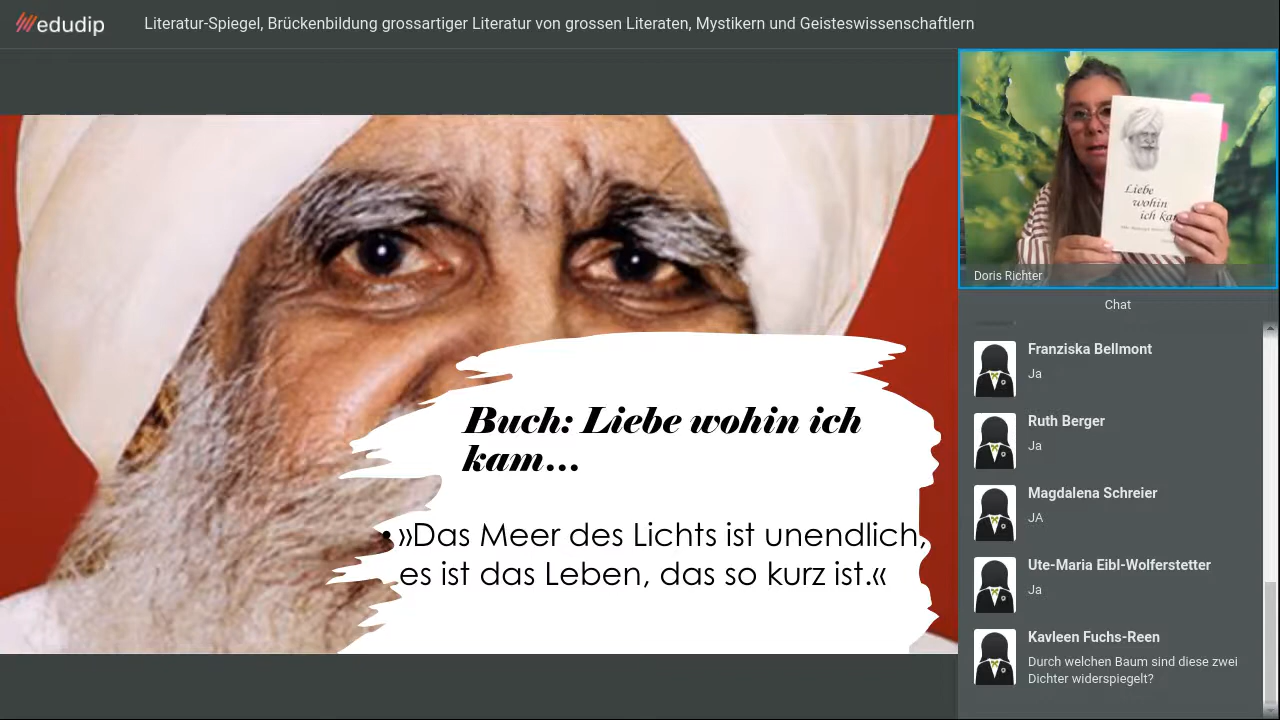 edudip
Literatur-Spiegel, Brückenbildung grossartiger Literatur von grossen Literaten, Mystikern und Geisteswissenschaftlern
Liebe
wohin
ich
Doris Richter
Buch: Liebe wohin ich
kam...
• »Das Meer des Lichts ist unendlich,
es ist das Leben, das so kurz ist.«
Chat
Franziska Bellmont
Ja
Ruth Berger
Ja
Magdalena Schreier
JA
Ute-Maria Eibl-Wolferstetter
Ja
Kavleen Fuchs-Reen
Durch welchen Baum sind diese zwei
Dichter widerspiegelt?